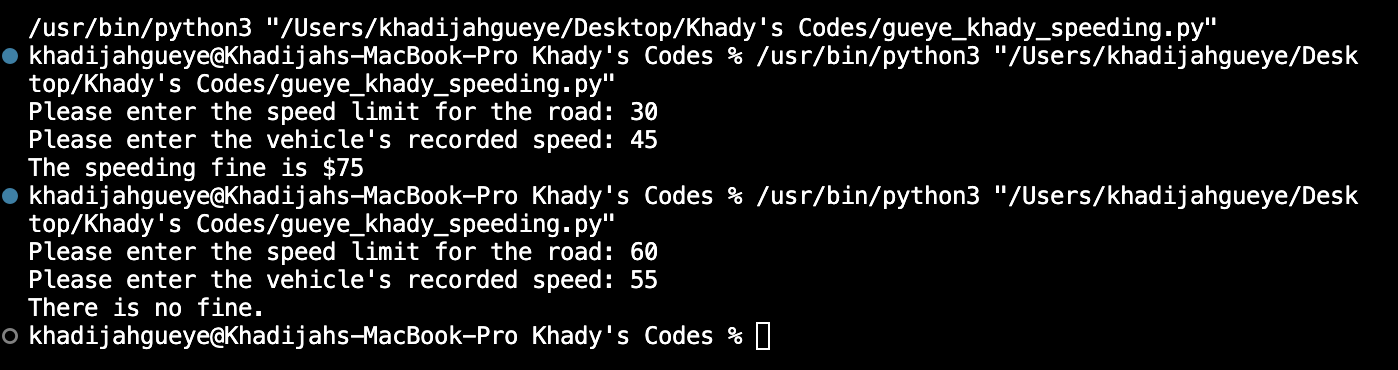 /usr/bin/python3 "/Users/khadijahgueye/Desktop/Khady's Codes/gueye_khady_speeding.py"
khadijahgueye@Khadijahs-MacBook-Pro Khady's Codes % /usr/bin/python3 "/Users/khadijahgueye/Desk
top/Khady's Codes/gueye_khady_speeding.py"
Please enter the speed limit for the road: 30
Please enter the vehicle's recorded speed: 45
The speeding fine is $75
khadijahgueye@Khadijahs-MacBook-Pro Khady's Codes % /usr/bin/python3 "/Users/khadijahgueye/Desk
top/Khady's Codes/gueye_khady_speeding.py"
Please enter the speed limit for the road: 60
Please enter the vehicle's recorded speed: 55
There is no fine.
khadijahgueye@Khadijahs-MacBook-Pro Khady's Codes %